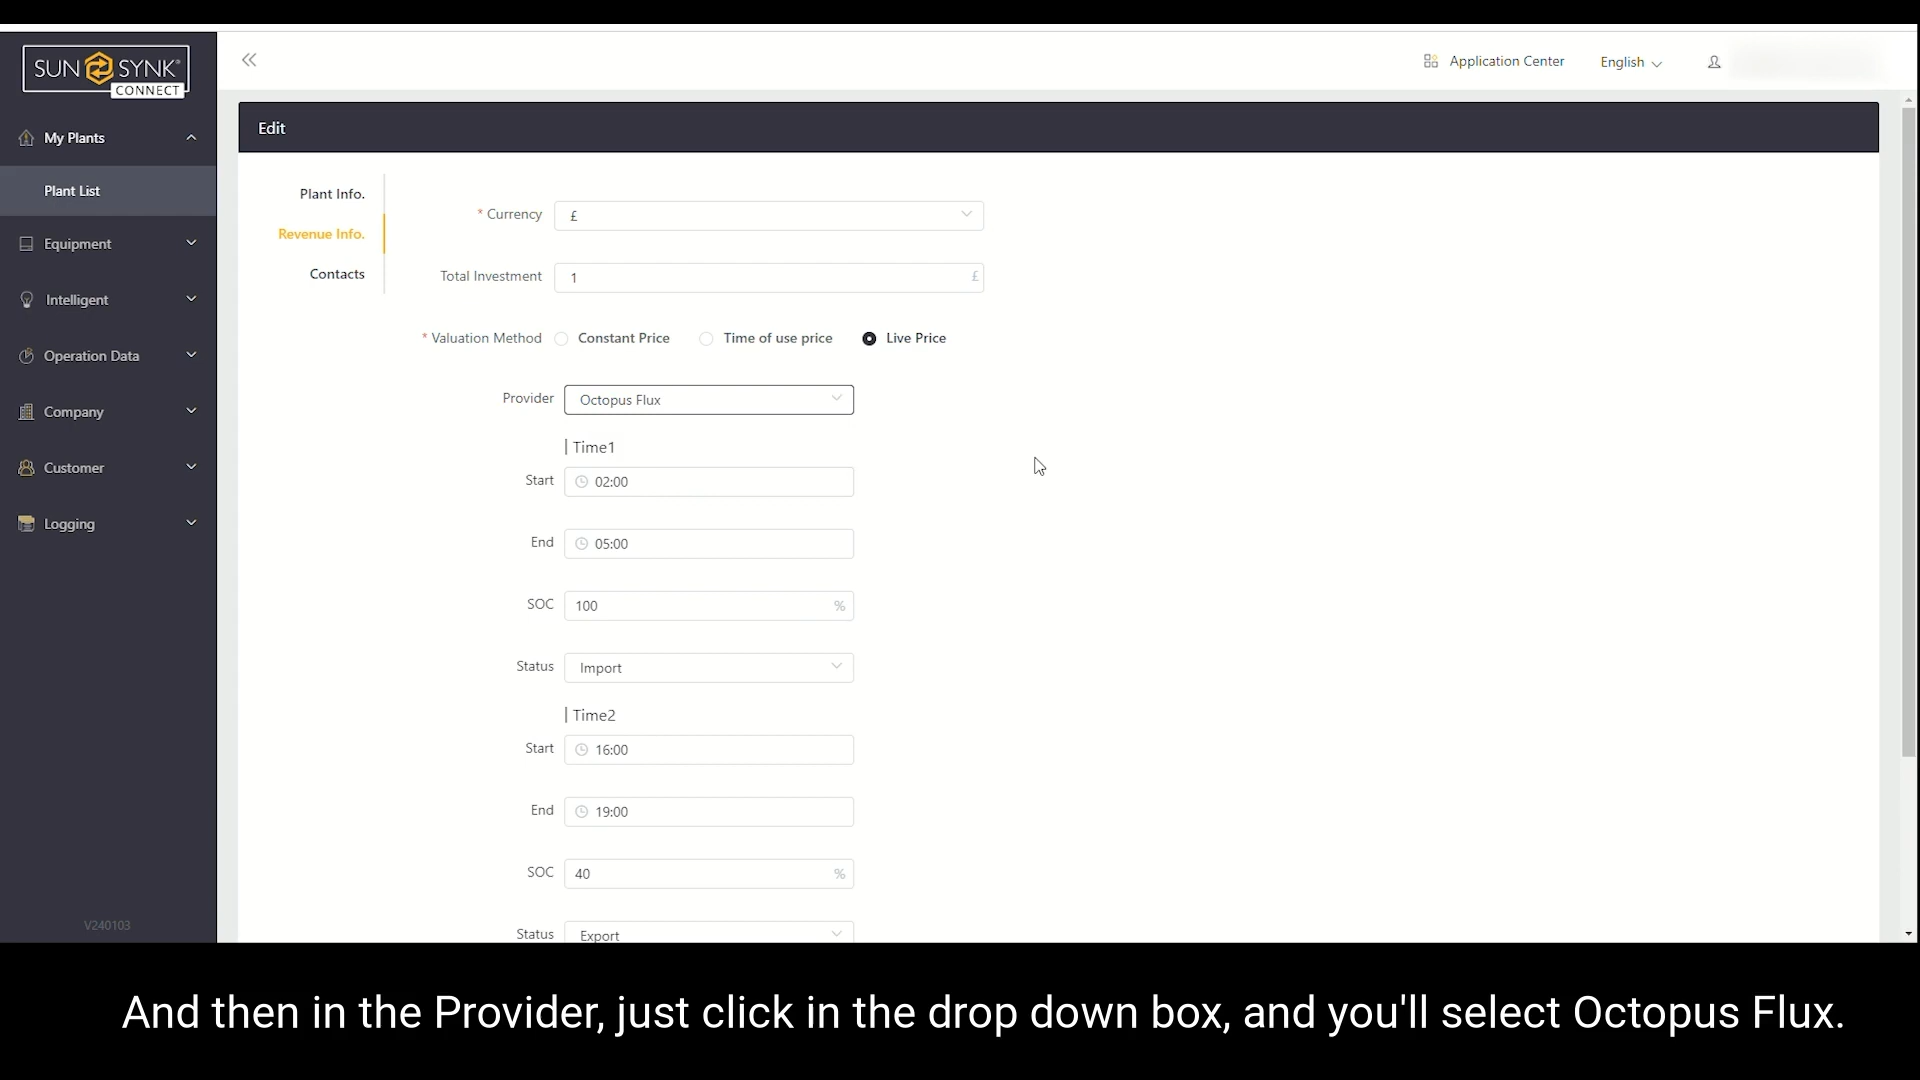 SUN SYNK
CONNECT
Application Center
English
My Plants
Plant List
Equipment
Intelligent
Operation Data
Company
Customer
Logging
V240103
Edit
Plant Info.
Revenue Info.
Contacts
* Currency £
Total Investment 1 £
* Valuation Method Constant Price Time of use price Live Price
Provider Octopus Flux
Time1
Start 02:00
End 05:00
SOC 100 %
Status Import
Time2
Start 16:00
End 19:00
SOC 40 %
Status Export
And then in the Provider, just click in the drop down box, and you'll select Octopus Flux.